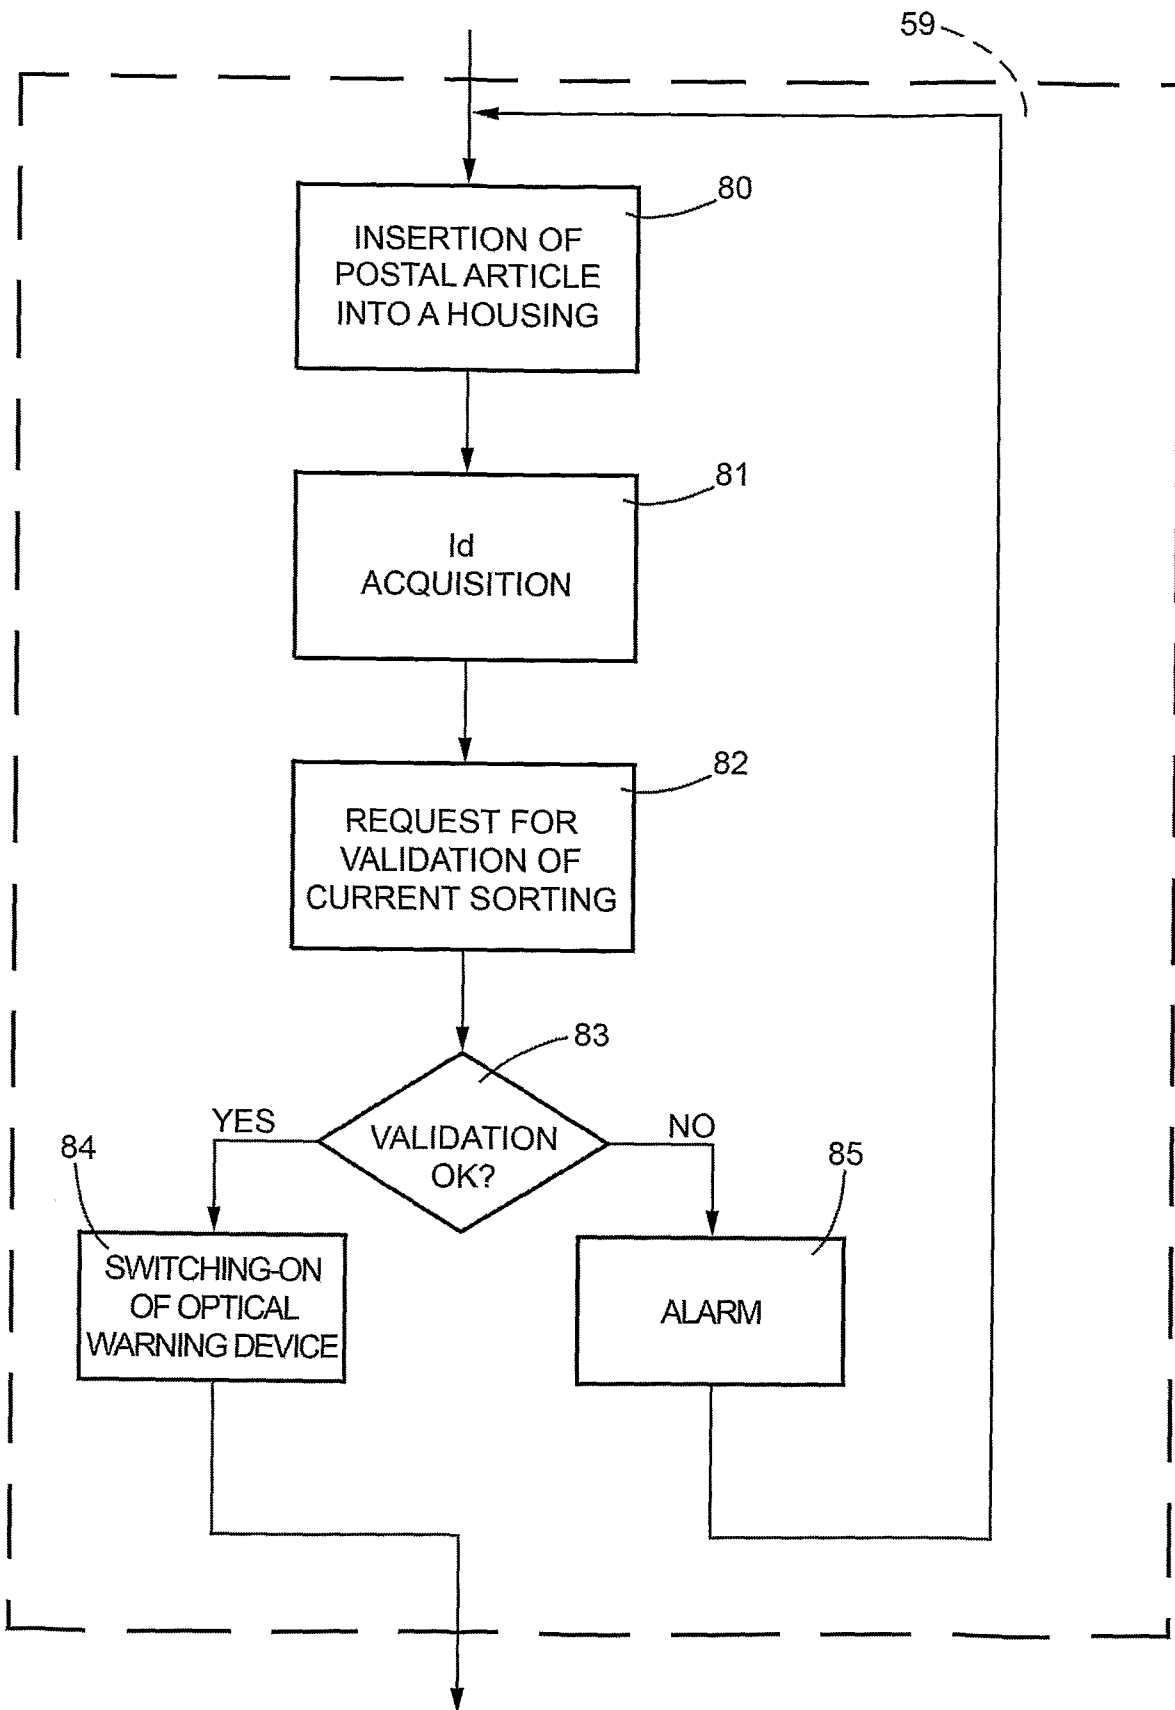 59
80
INSERTION OF
POSTAL ARTICLE
INTO A HOUSING
81
Id
ACQUISITION
82
REQUEST FOR
VALIDATION OF
CURRENT SORTING
83
YES
VALIDATION
OK?
NO
84
SWITCHING-ON
OF OPTICAL
WARNING DEVICE
85
ALARM